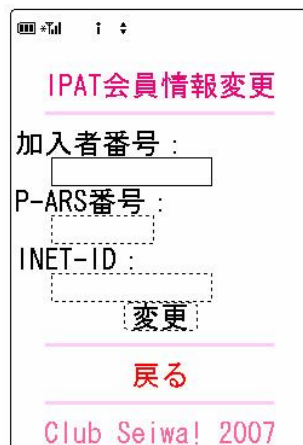 IPAT会員情報変更
加入者番号：
P-ARS番号：
INET-ID：
変更
戻る
Club Seiwa! 2007